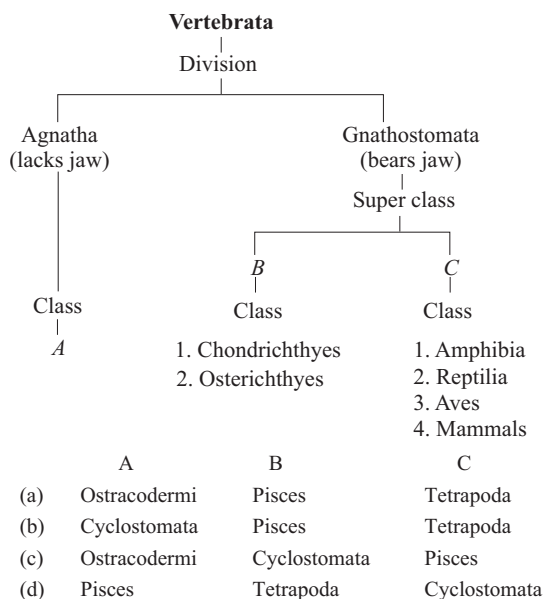 Vertebrata
Division
Agnatha Gnathostomata
(lacks jaw) (bears jaw)
Super class
B C
Class Class Class
A 1. Chondrichthyes 1. Amphibia
2. Osterichthyes 2. Reptilia
3. Aves
4. Mammals
A B C
(a) Ostracodermi Pisces Tetrapoda
(b) Cyclostomata Pisces Tetrapoda
(c) Ostracodermi Cyclostomata Pisces
(d) Pisces Tetrapoda Cyclostomata